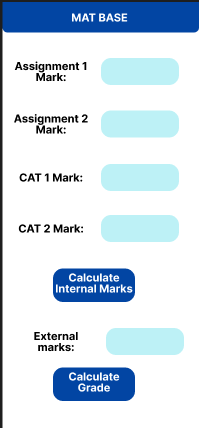 MAT BASE
Assignment 1
Mark:
Assignment 2
Mark:
CAT 1 Mark:
CAT 2 Mark:
Calculate
Internal Marks
External
marks:
Calculate
Grade